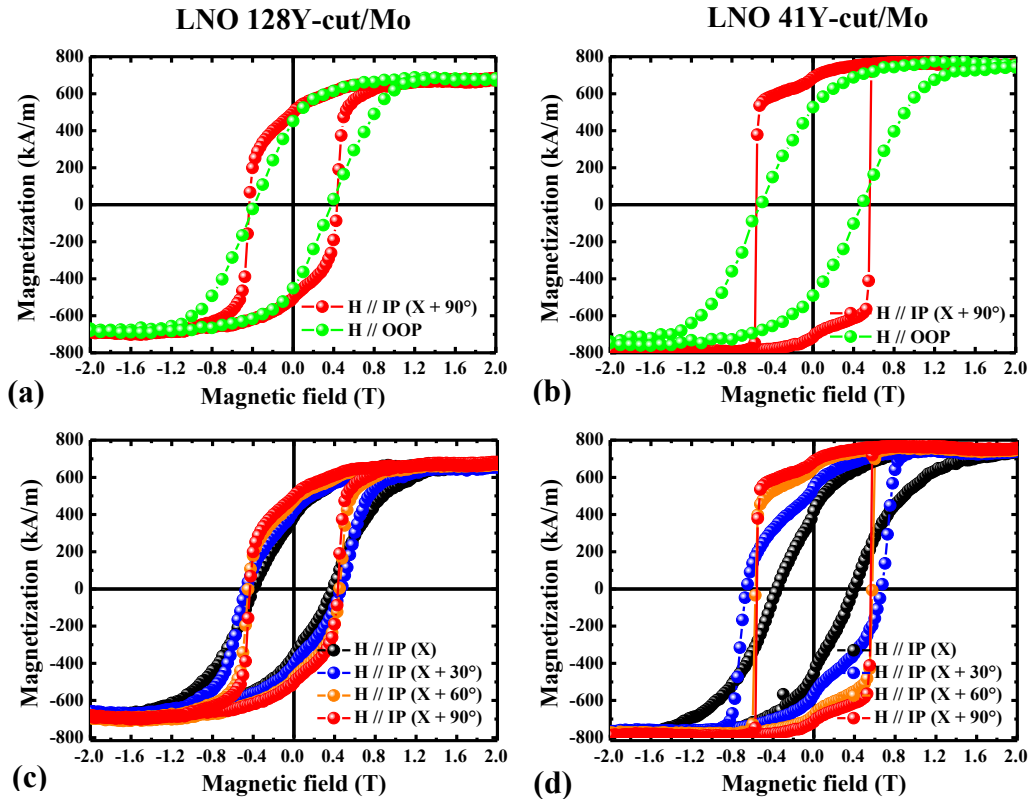 LNO 128Y-cut/Mo
LNO 41Y-cut/Mo
800
600
400
200
0
-200
-400
-600
-800
Magnetization (kA/m)
H // IP (X + 90°)
H // OOP
-2.0 -1.6 -1.2 -0.8 -0.4 0.0 0.4 0.8 1.2 1.6 2.0
Magnetic field (T)
(a)
800
600
400
200
0
-200
-400
-600
-800
Magnetization (kA/m)
H // IP (X + 90°)
H // OOP
-2.0 -1.6 -1.2 -0.8 -0.4 0.0 0.4 0.8 1.2 1.6 2.0
Magnetic field (T)
(b)
800
600
400
200
0
-200
-400
-600
-800
Magnetization (kA/m)
H // IP (X)
H // IP (X + 30°)
H // IP (X + 60°)
H // IP (X + 90°)
-2.0 -1.6 -1.2 -0.8 -0.4 0.0 0.4 0.8 1.2 1.6 2.0
Magnetic field (T)
(c)
800
600
400
200
0
-200
-400
-600
-800
Magnetization (kA/m)
H // IP (X)
H // IP (X + 30°)
H // IP (X + 60°)
H // IP (X + 90°)
-2.0 -1.6 -1.2 -0.8 -0.4 0.0 0.4 0.8 1.2 1.6 2.0
Magnetic field (T)
(d)